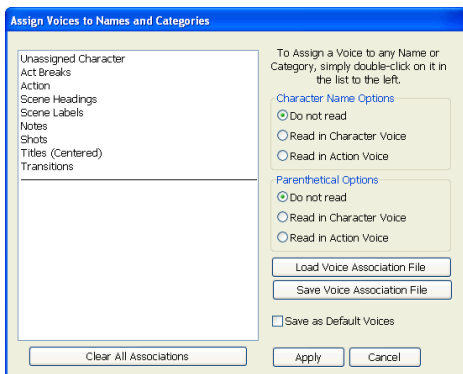 Assign Voices to Names and Categories
Unassigned Character
Act Breaks
Action
Scene Headings
Scene Labels
Notes
Shots
Titles (Centered)
Transitions
Clear All Associations
To Assign a Voice to any Name or
Category, simply double-click on it in
the list to the left.
Character Name Options
Do not read
Read in Character Voice
Read in Action Voice
Parenthetical Options
Do not read
Read in Character Voice
Read in Action Voice
Load Voice Association File
Save Voice Association File
Save as Default Voices
Apply
Cancel